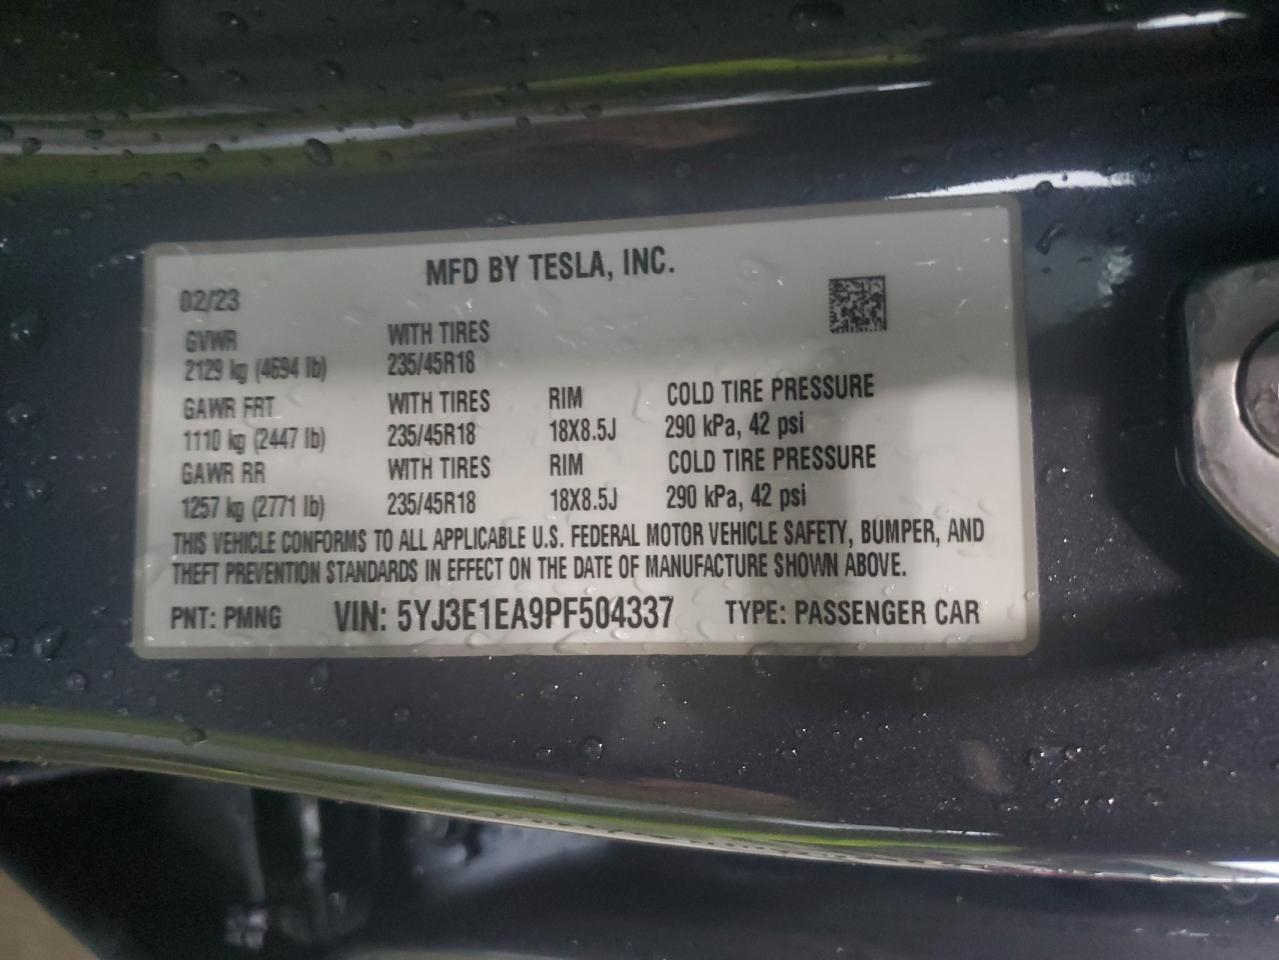 MFD BY TESLA, INC.
02/23
GVWR WITH TIRES
2129 kg (4694 lb) 235/45R18
GAWR FRT WITH TIRES RIM COLD TIRE PRESSURE
1110 kg (2447 lb) 235/45R18 18X8.5J 290 kPa, 42 psi
GAWR RR WITH TIRES RIM COLD TIRE PRESSURE
1257 kg (2771 lb) 235/45R18 18X8.5J 290 kPa, 42 psi
THIS VEHICLE CONFORMS TO ALL APPLICABLE U.S. FEDERAL MOTOR VEHICLE SAFETY, BUMPER, AND
THEFT PREVENTION STANDARDS IN EFFECT ON THE DATE OF MANUFACTURE SHOWN ABOVE.
PNT: PMNG VIN: 5YJ3E1EA9PF504337 TYPE: PASSENGER CAR